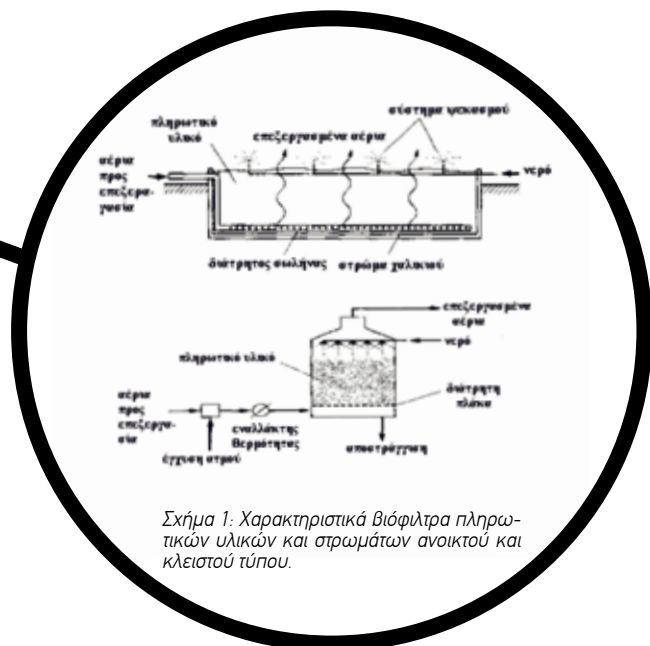 σύστημα ψεκασμού
πληρωτικό
υλικό
επεξεργασμένα αέρια
αέρια
προς
επεξερ-
γασία
νερό
διάτρητος σωλήνας
στρώμα χαλικιού
επεξεργασμένα
αέρια
νερό
πληρωτικό υλικό
διάτρητη
πλάκα
αέρια
προς
επεξεργα-
σία
εναλλάκτης
θερμότητας
αποστράγγιση
έγχυση ατμού
Σχήμα 1: Χαρακτηριστικά βιόφιλτρα πληρω-
τικών υλικών και στρωμάτων ανοικτού και
κλειστού τύπου.